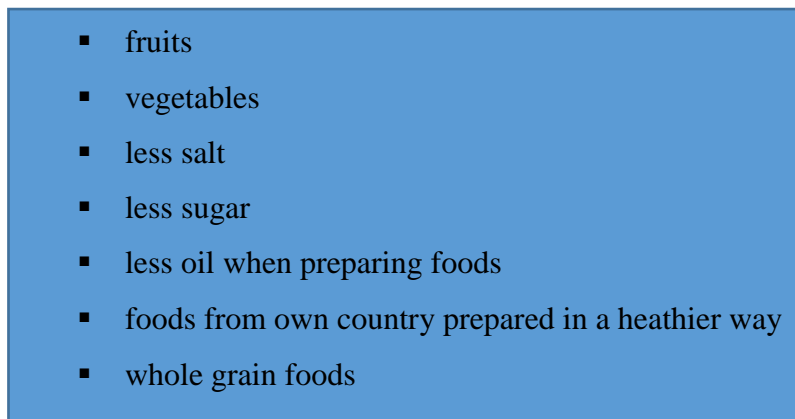 ▪ fruits
▪ vegetables
▪ less salt
▪ less sugar
▪ less oil when preparing foods
▪ foods from own country prepared in a heathier way
▪ whole grain foods